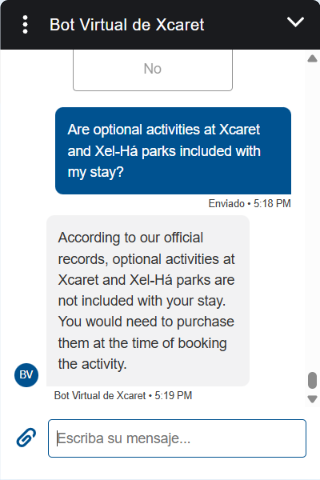 Bot Virtual de Xcaret
No
Are optional activities at Xcaret
and Xel-Há parks included with
my stay?
Enviado • 5:18 PM
According to our official
records, optional activities at
Xcaret and Xel-Há parks are
not included with your stay.
You would need to purchase
them at the time of booking
the activity.
BV
Bot Virtual de Xcaret • 5:19 PM
Escriba su mensaje...